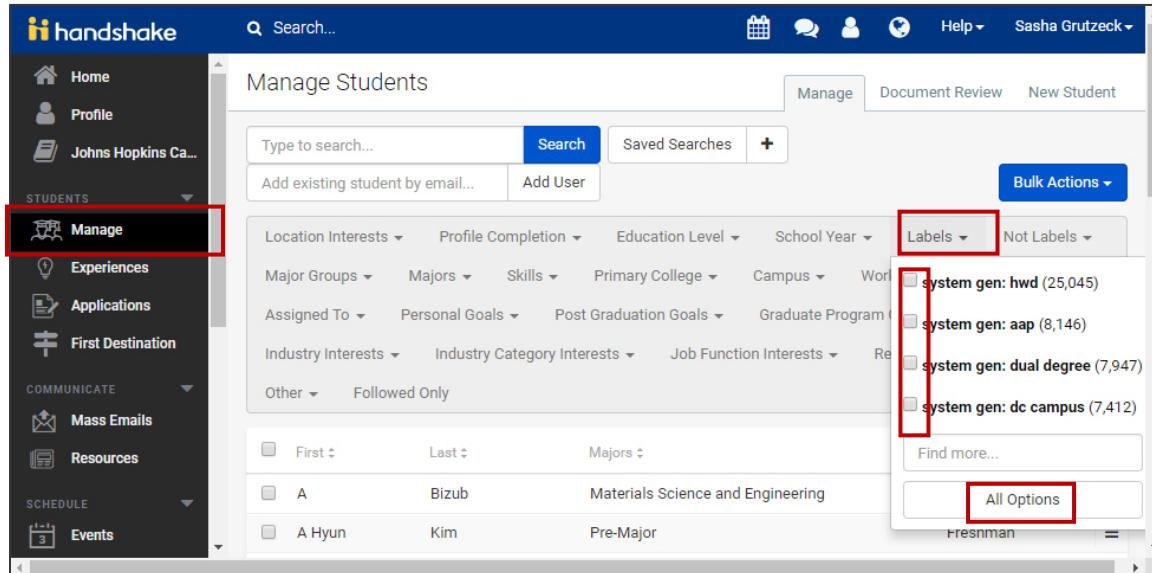 handshake
Search...
Help
Sasha Grutzeck
Home
Profile
Johns Hopkins Ca...
STUDENTS
Manage
Experiences
Applications
First Destination
COMMUNICATE
Mass Emails
Resources
SCHEDULE
3
Events
Manage Students
Manage
Document Review
New Student
Type to search...
Search
Saved Searches
+
Add existing student by email...
Add User
Bulk Actions
Location Interests
Profile Completion
Education Level
School Year
Labels
Not Labels
Major Groups
Majors
Skills
Primary College
Campus
Assigned To
Personal Goals
Post Graduation Goals
Graduate Program
Industry Interests
Industry Category Interests
Job Function Interests
Other
Followed Only
system gen: hwd (25,045)
system gen: aap (8,146)
system gen: dual degree (7,947)
system gen: dc campus (7,412)
Find more...
All Options
First
Last
Majors
A
Bizub
Materials Science and Engineering
A Hyun
Kim
Pre-Major
Freshman